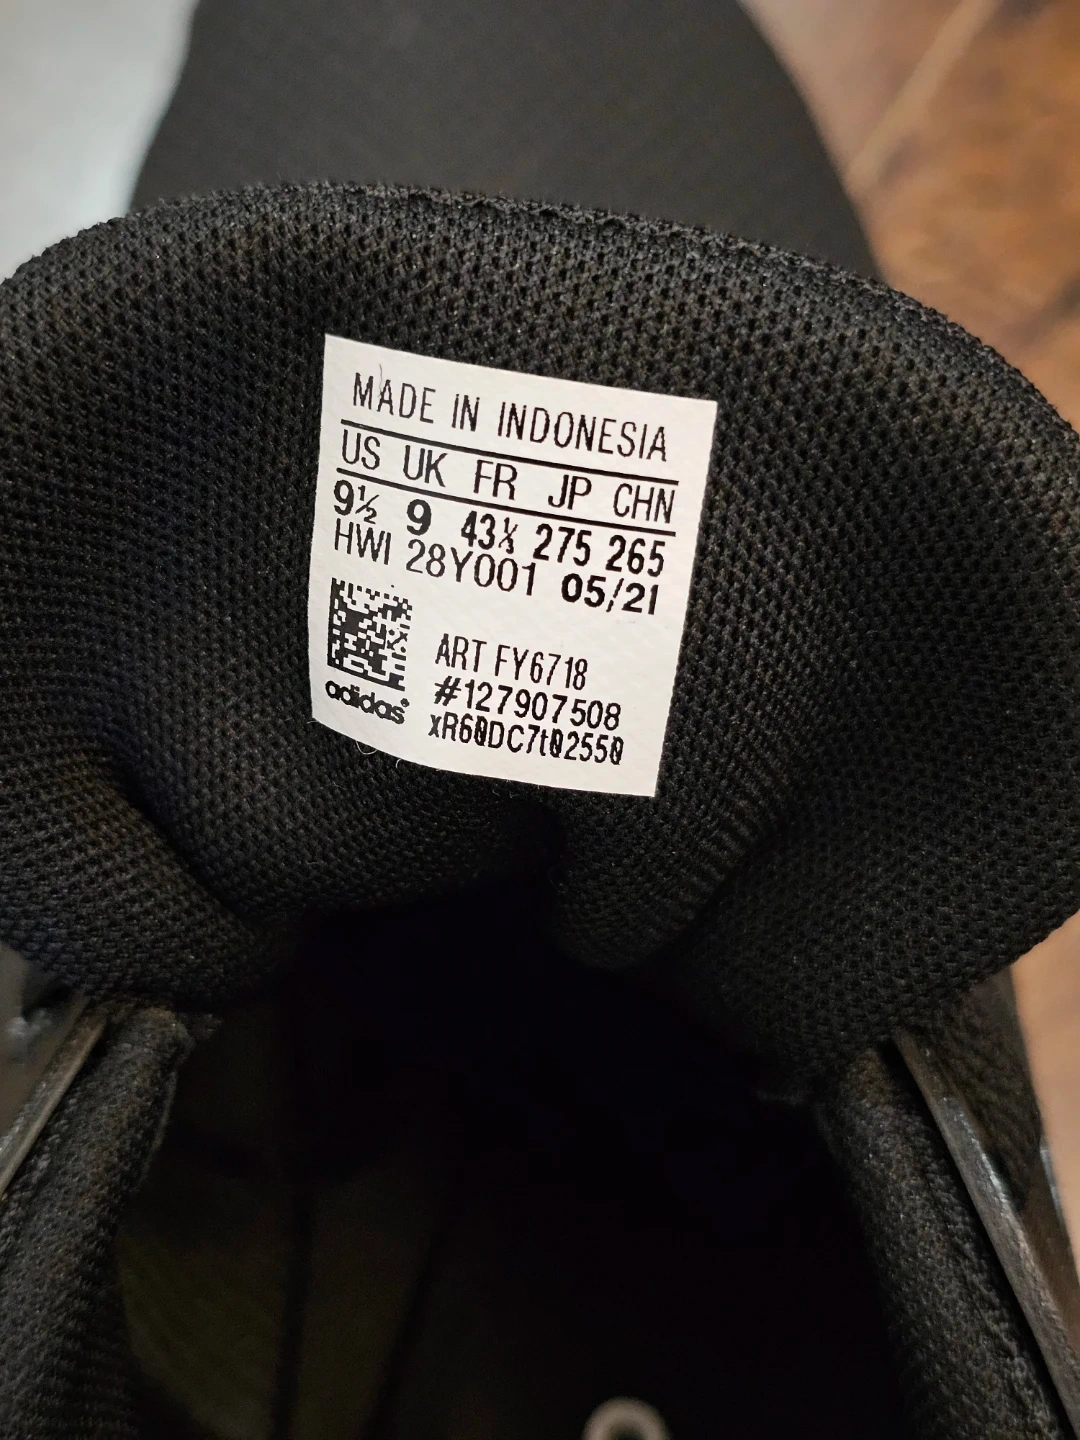 MADE IN INDONESIA
US UK FR JP CHN
9½ 9 43⅓ 275 265
HWI 28Y001 05/21
ART FY6718
#127907508
adidas
xR60DC7t02550